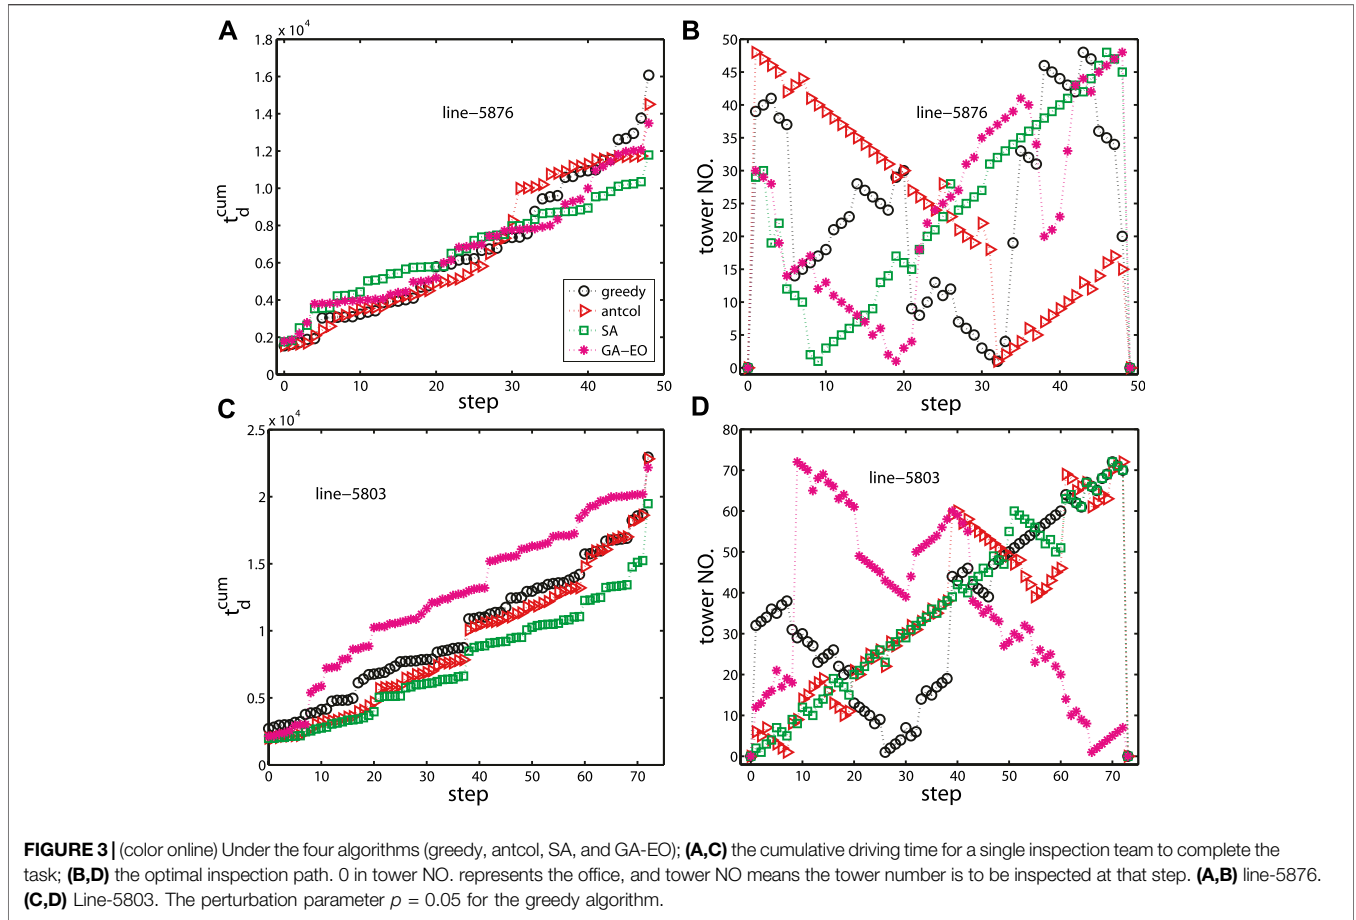 A
x 10^4
1.8
1.6
1.4
1.2
1.0
0.8
0.6
0.4
0.2
0
t_d^cum
line−5876
greedy
antcol
SA
GA−EO
0 10 20 30 40 50
step
B
50
45
40
35
30
25
20
15
10
5
0
tower NO.
line−5876
0 10 20 30 40 50
step
C
x 10^4
2.5
2.0
1.5
1.0
0.5
0
t_d^cum
line−5803
0 10 20 30 40 50 60 70
step
D
80
70
60
50
40
30
20
10
0
tower NO.
line−5803
0 10 20 30 40 50 60 70
step
FIGURE 3 | (color online) Under the four algorithms (greedy, antcol, SA, and GA-EO); (A,C) the cumulative driving time for a single inspection team to complete the
task; (B,D) the optimal inspection path. 0 in tower NO. represents the office, and tower NO means the tower number is to be inspected at that step. (A,B) line-5876.
(C,D) Line-5803. The perturbation parameter p = 0.05 for the greedy algorithm.